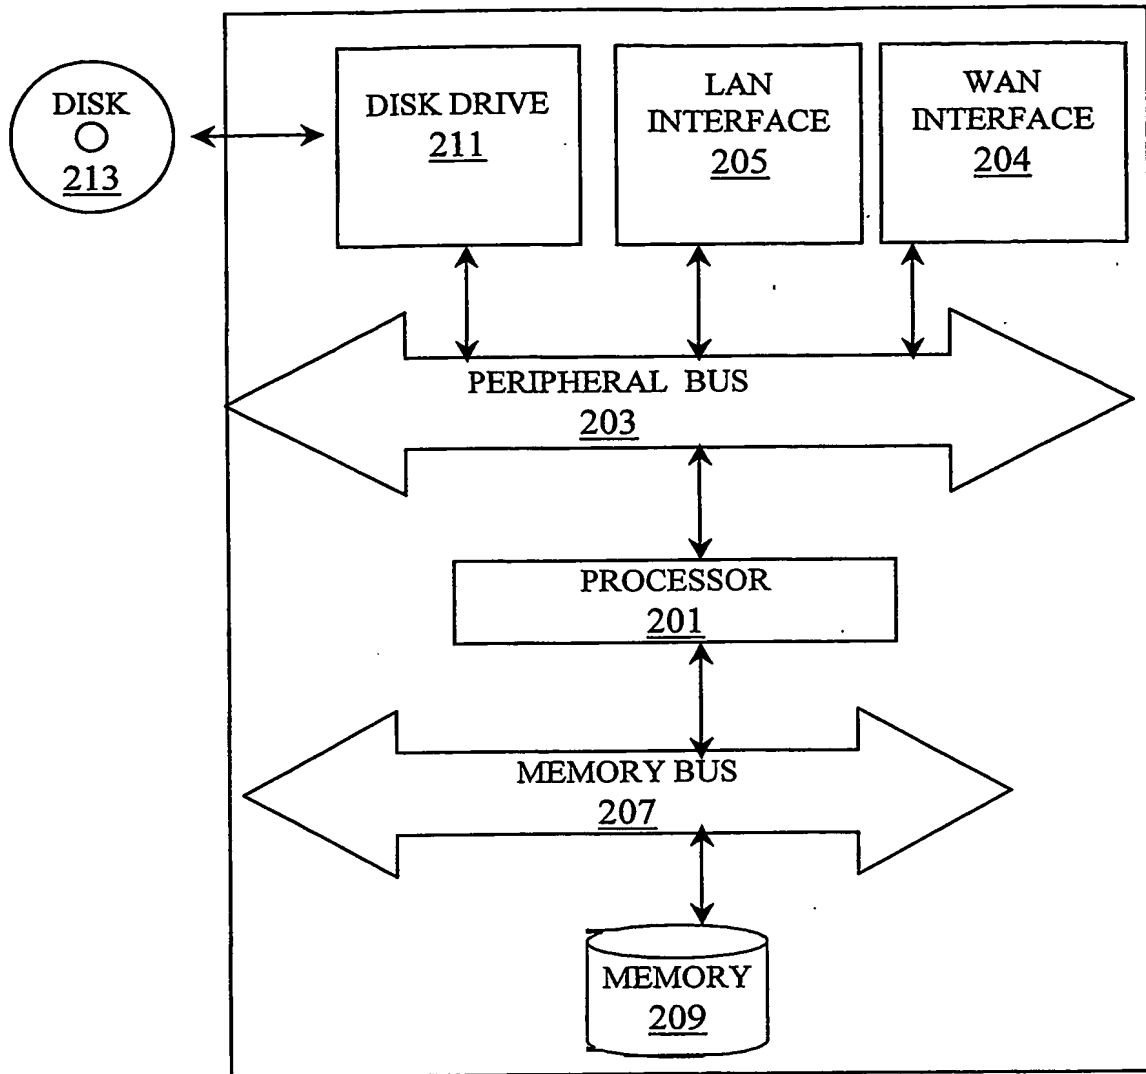 DISK
213
DISK DRIVE
211
LAN
INTERFACE
205
WAN
INTERFACE
204
PERIPHERAL BUS
203
PROCESSOR
201
MEMORY BUS
207
MEMORY
209